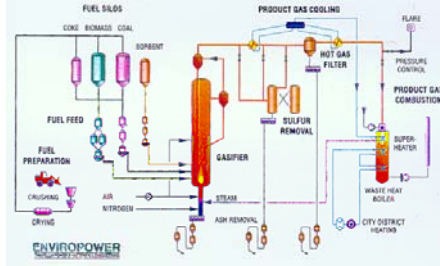 FUEL SILOS
COKE BIOMASS COAL
SORBENT
PRODUCT GAS COOLING
FLARE
HOT GAS
FILTER
PRESSURE
CONTROL
PRODUCT GAS
COMBUSTION
FUEL FEED
SULFUR
REMOVAL
FUEL
PREPARATION
GASIFIER
SUPER-
HEATER
CRUSHING
AIR
STEAM
WASTE HEAT
BOILER
NITROGEN
ASH REMOVAL
DRYING
CITY DISTRICT
HEATING
ENVIROPOWER